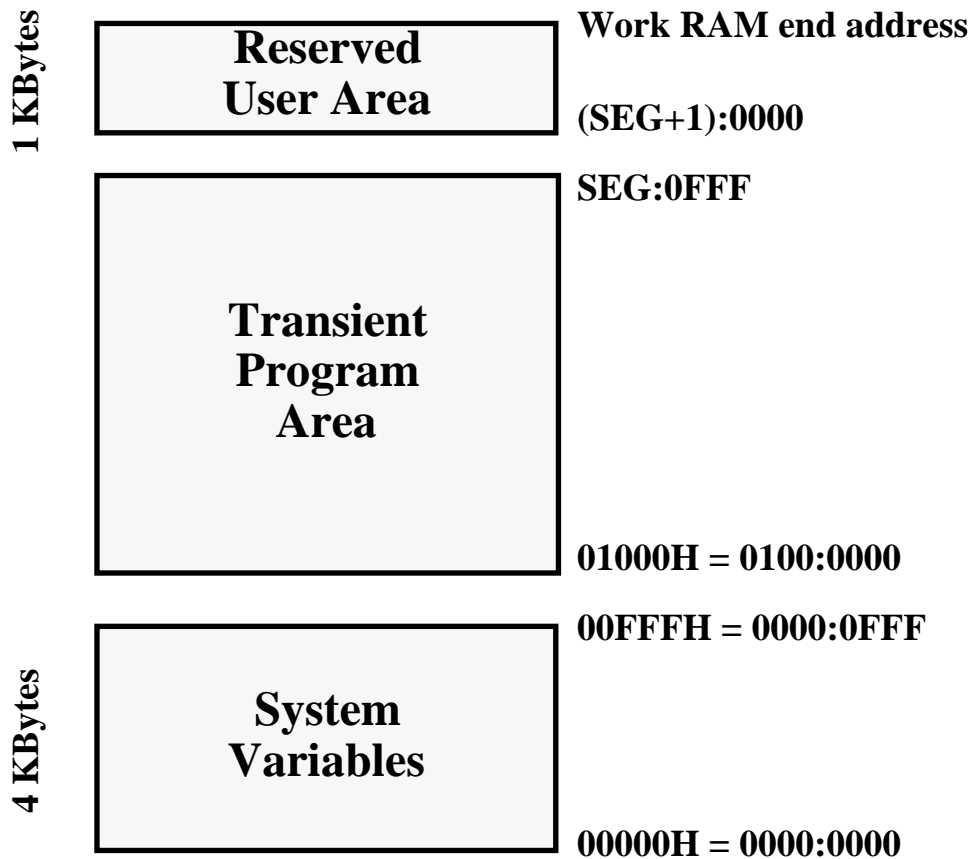 1 KBytes
Reserved
User Area
Work RAM end address
(SEG+1):0000
SEG:0FFF
Transient
Program
Area
01000H = 0100:0000
00FFFH = 0000:0FFF
4 KBytes
System
Variables
00000H = 0000:0000